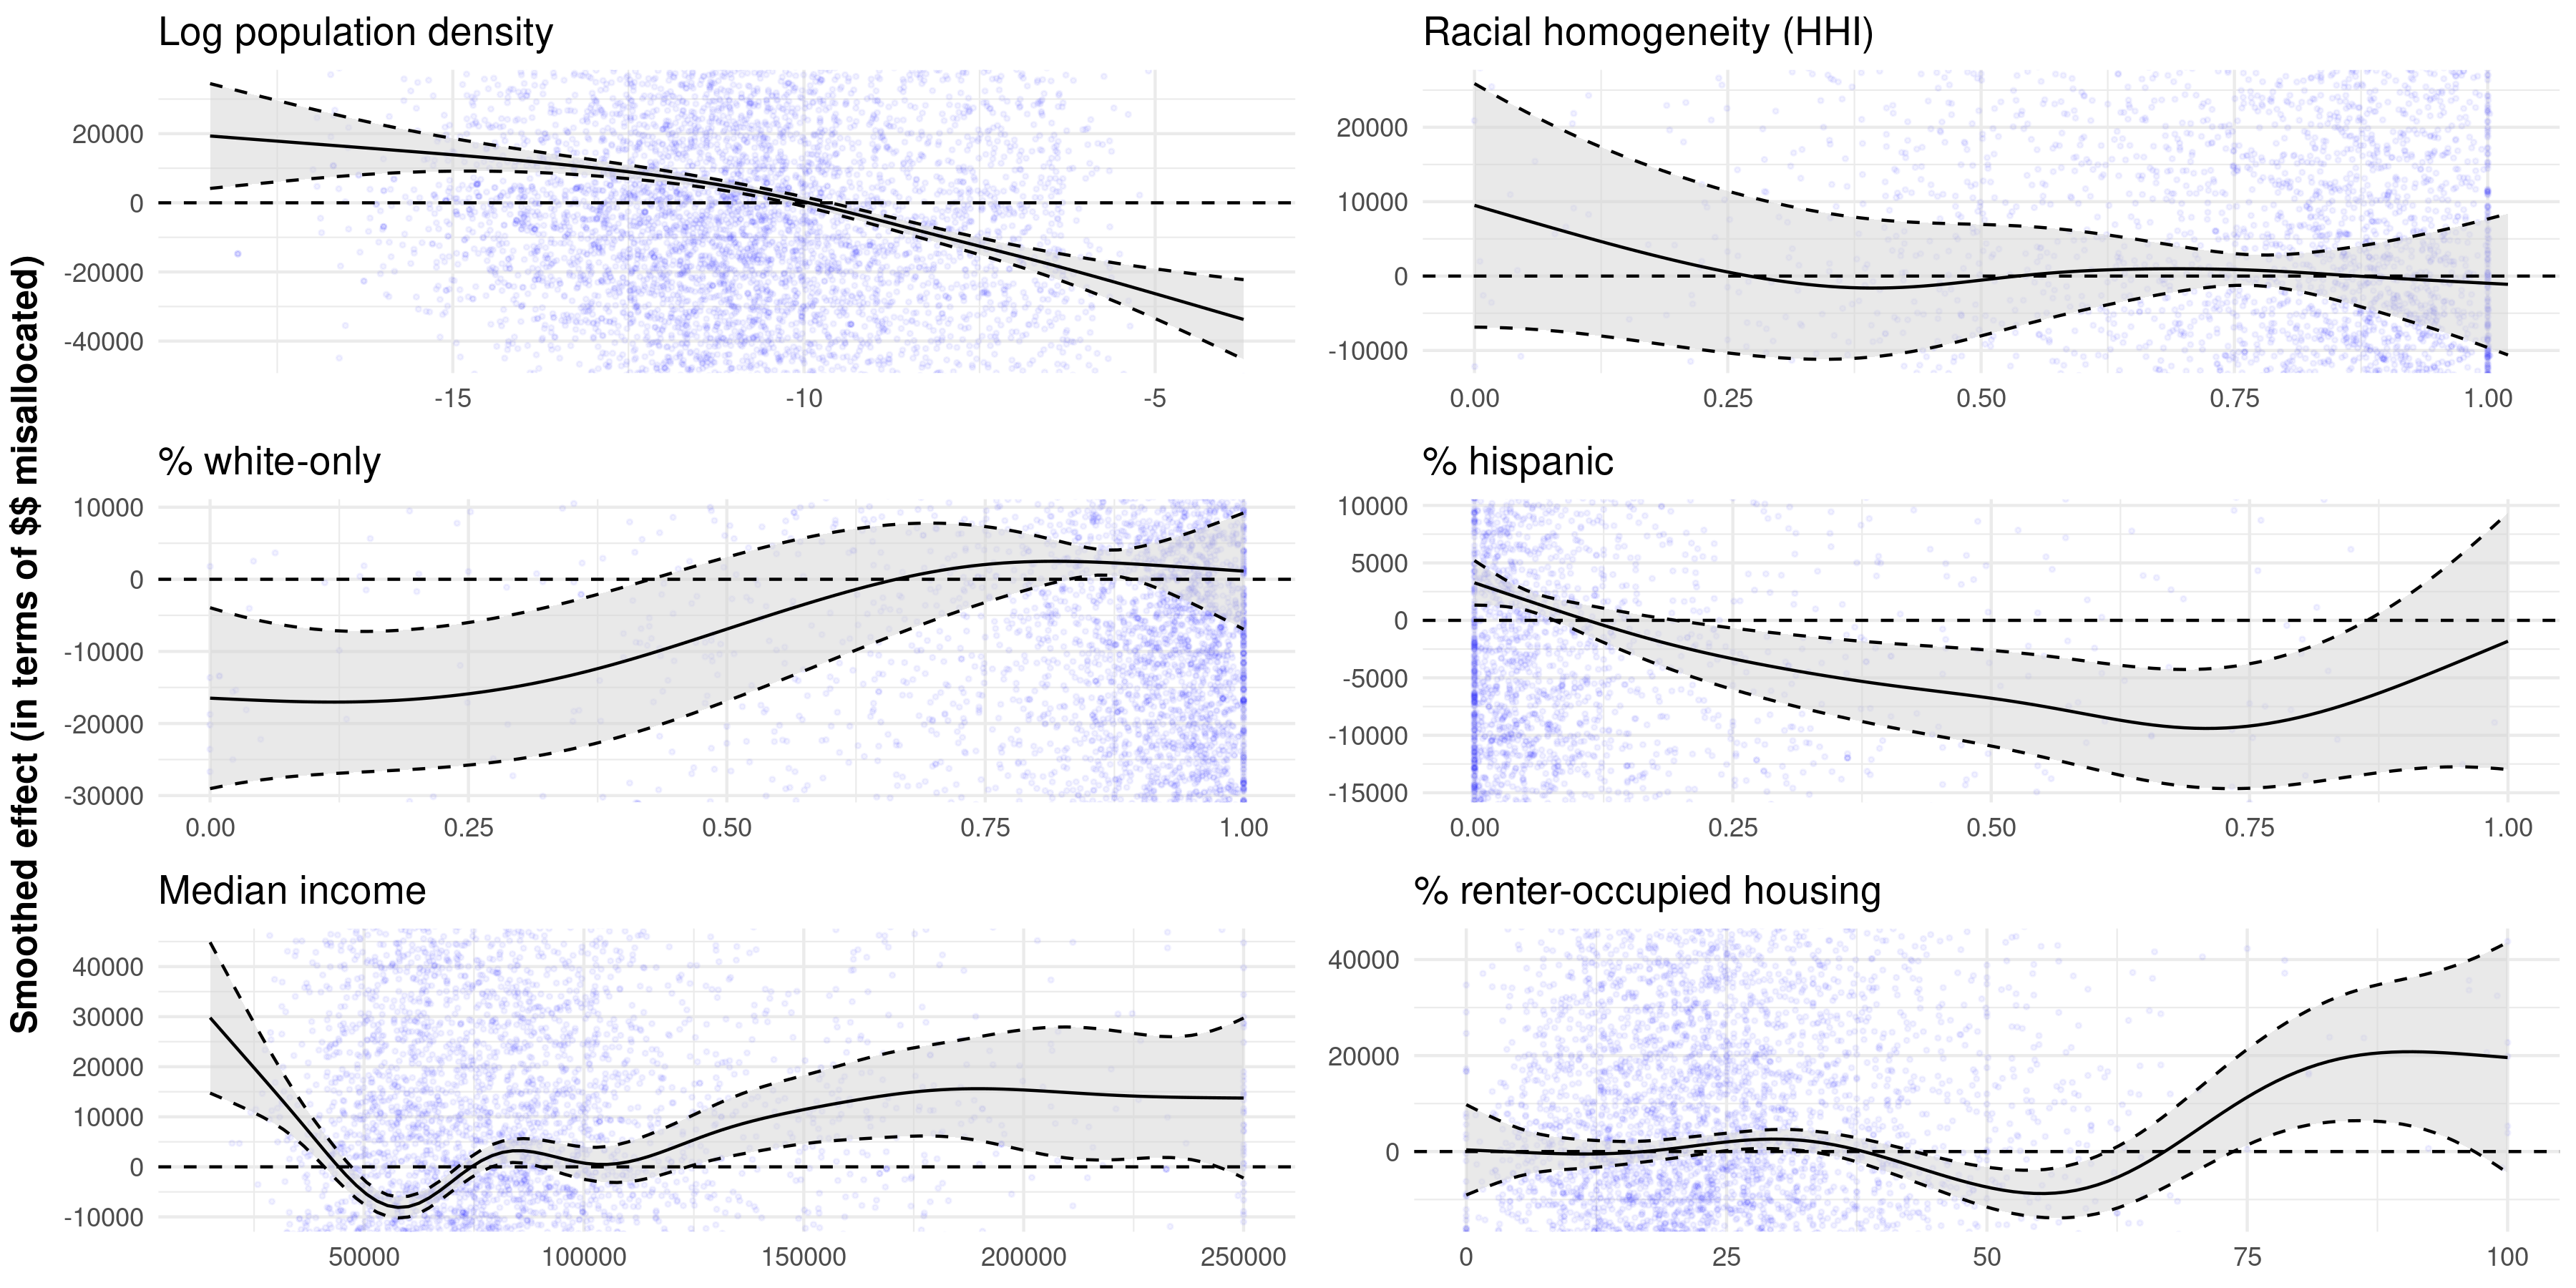 Smoothed effect (in terms of $$ misallocated)
Log population density
20000
0
-20000
-40000
-15 -10 -5
Racial homogeneity (HHI)
20000
10000
0
-10000
0.00 0.25 0.50 0.75 1.00
% white-only
10000
0
-10000
-20000
-30000
0.00 0.25 0.50 0.75 1.00
% hispanic
10000
5000
0
-5000
-10000
-15000
0.00 0.25 0.50 0.75 1.00
Median income
40000
30000
20000
10000
0
-10000
50000 100000 150000 200000 250000
% renter-occupied housing
40000
20000
0
0 25 50 75 100